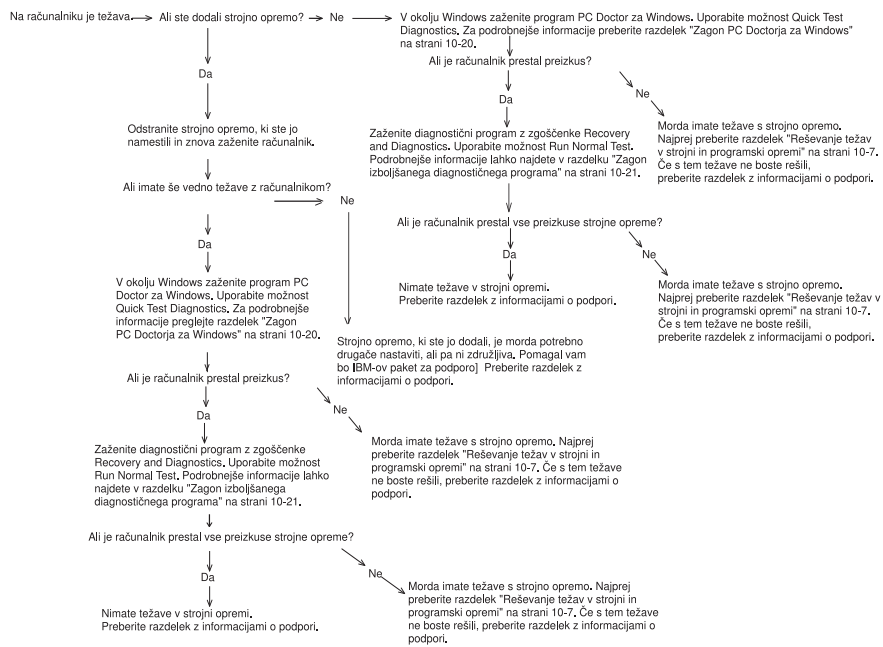 Na računalniku je težava.
Ali ste dodali strojno opremo?
Ne
V okolju Windows zaženite program PC Doctor za Windows. Uporabite možnost Quick Test
Diagnostics. Za podrobnejše informacije preberite razdelek "Zagon PC Doctorja za Windows"
na strani 10-20.
Ali je računalnik prestal preizkus?
Da
Ne
Zaženite diagnostični program z zgoščenke Recovery
and Diagnostics. Uporabite možnost Run Normal Test.
Podrobnejše informacije lahko najdete v razdelku "Zagon
izboljšanega diagnostičnega programa" na strani 10-21.
Morda imate težave s strojno opremo.
Najprej preberite razdelek "Reševanje težav
v strojni in programski opremi" na strani 10-7.
Če s tem težave ne boste rešili,
preberite razdelek z informacijami o podpori.
Ali je računalnik prestal vse preizkuse strojne opreme?
Da
Ne
Nimate težave v strojni opremi.
Preberite razdelek z informacijami o podpori.
Morda imate težave s strojno opremo.
Najprej preberite razdelek "Reševanje težav v
strojni in programski opremi" na strani 10-7.
Če s tem težave ne boste rešili,
preberite razdelek z informacijami o podpori.
Da
Odstranite strojno opremo, ki ste jo
namestili in znova zaženite računalnik.
Ali imate še vedno težave z računalnikom?
Ne
Da
Strojno opremo, ki ste jo dodali, je morda potrebno
drugače nastaviti, ali pa ni združljiva. Pomagal vam
bo IBM-ov paket za podporo] Preberite razdelek z
informacijami o podpori.
V okolju Windows zaženite program PC
Doctor za Windows. Uporabite možnost
Quick Test Diagnostics. Za podrobnejše
informacije preglejte razdelek "Zagon
PC Doctorja za Windows" na strani 10-20.
Ali je računalnik prestal preizkus?
Da
Ne
Zaženite diagnostični program z zgoščenke
Recovery and Diagnostics. Uporabite možnost
Run Normal Test. Podrobnejše informacije lahko
najdete v razdelku "Zagon izboljšanega
diagnostičnega programa" na strani 10-21.
Morda imate težave s strojno opremo. Najprej
preberite razdelek "Reševanje težav v strojni in
programski opremi" na strani 10-7. Če s tem težave
ne boste rešili, preberite razdelek z informacijami o
podpori.
Ali je računalnik prestal vse preizkuse strojne opreme?
Da
Ne
Nimate težave v strojni opremi.
Preberite razdelek z informacijami o podpori.
Morda imate težave s strojno opremo. Najprej
preberite razdelek "Reševanje težav v strojni in
programski opremi" na strani 10-7. Če s tem težave
ne boste rešili, preberite razdelek z informacijami o
podpori.